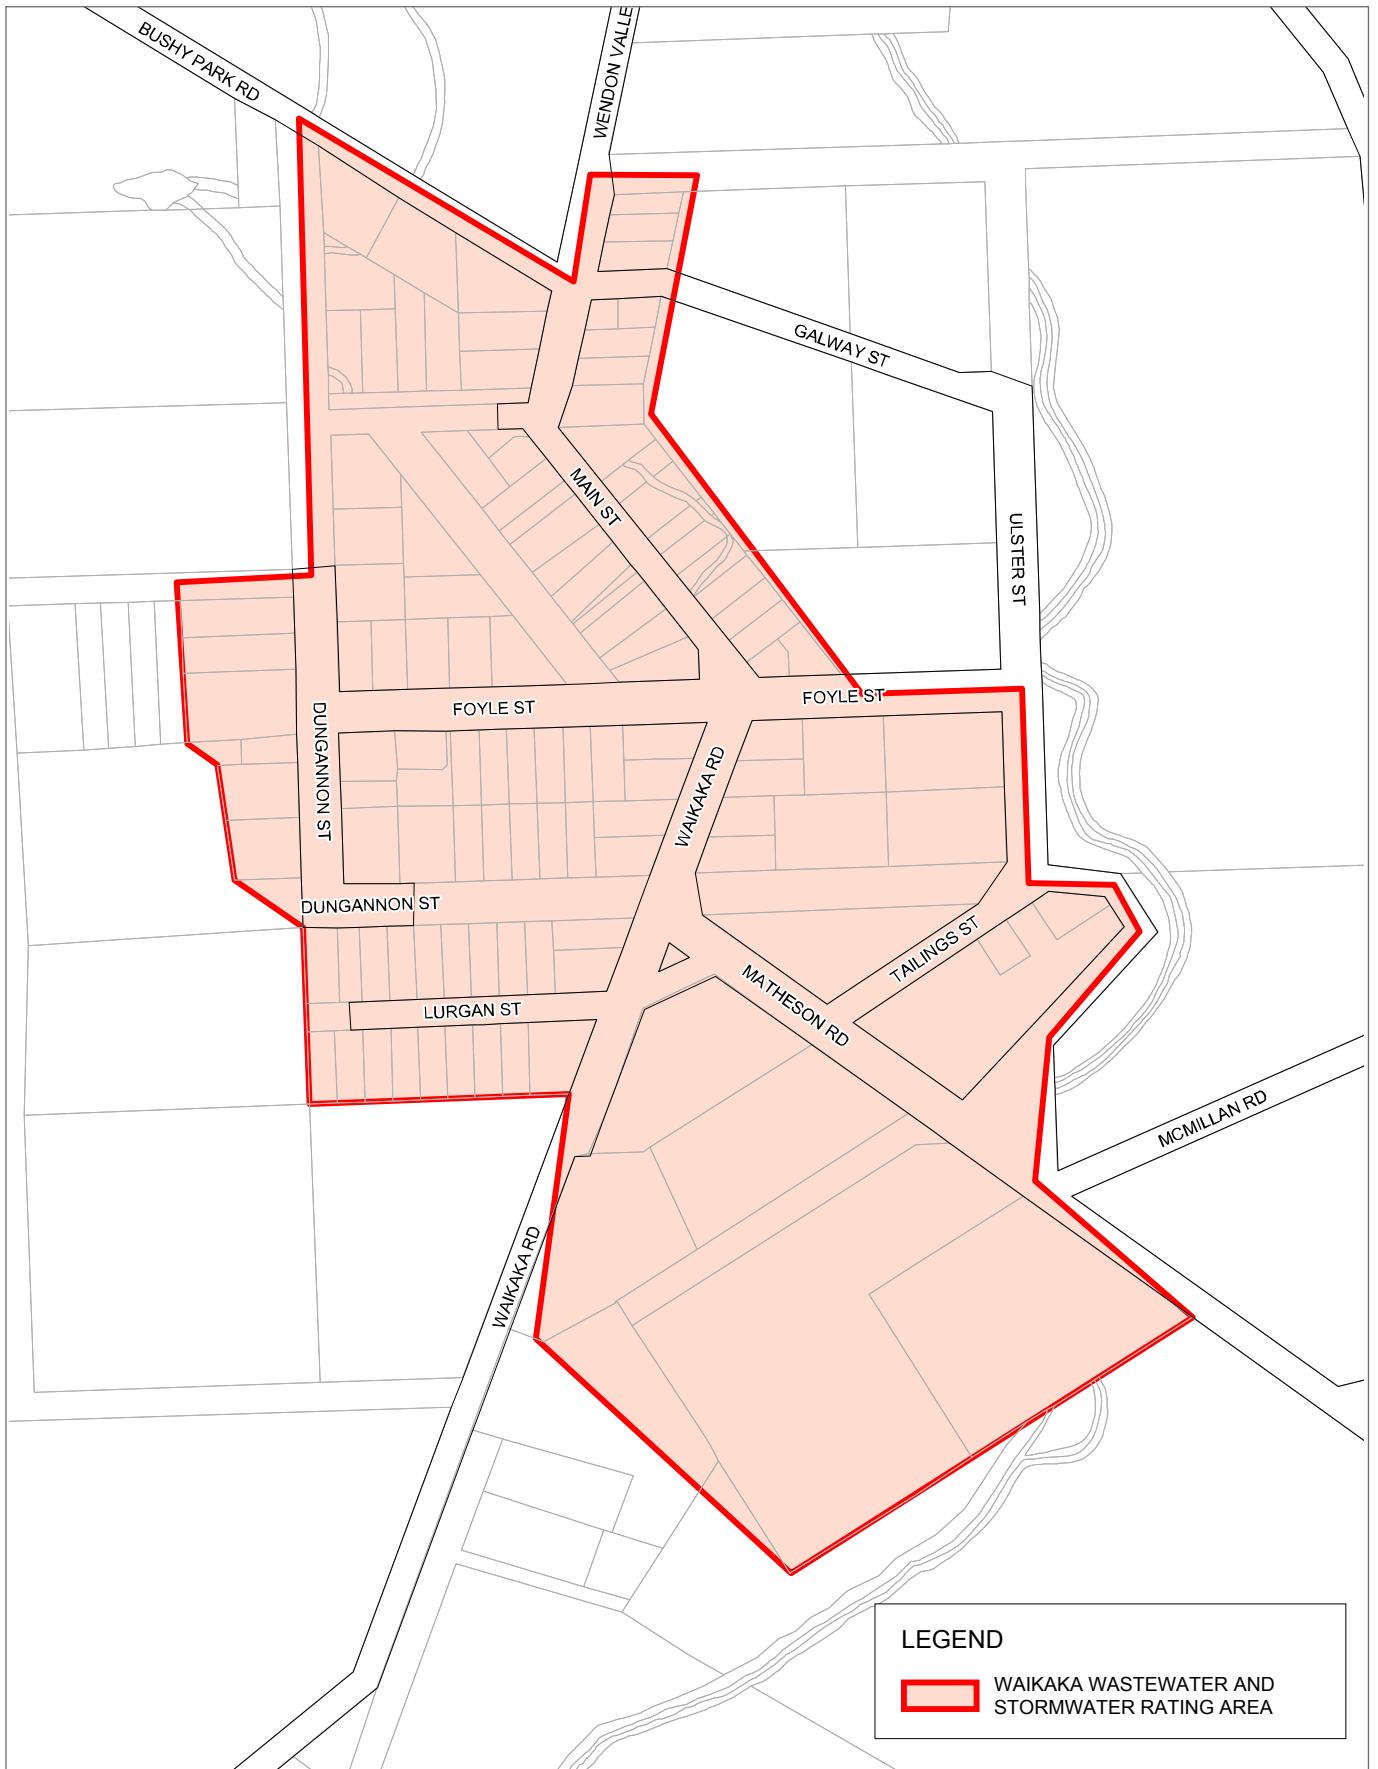 BUSHY PARK RD
WENDON VALLE
GALWAY ST
MAIN ST
ULSTER ST
FOYLE ST
FOYLE ST
DUNGANNON ST
WAIKAKA RD
DUNGANNON ST
TAILINGS ST
MATHESON RD
LURGAN ST
MCMILLAN RD
WAIKAKA RD
LEGEND
WAIKAKA WASTEWATER AND
STORMWATER RATING AREA